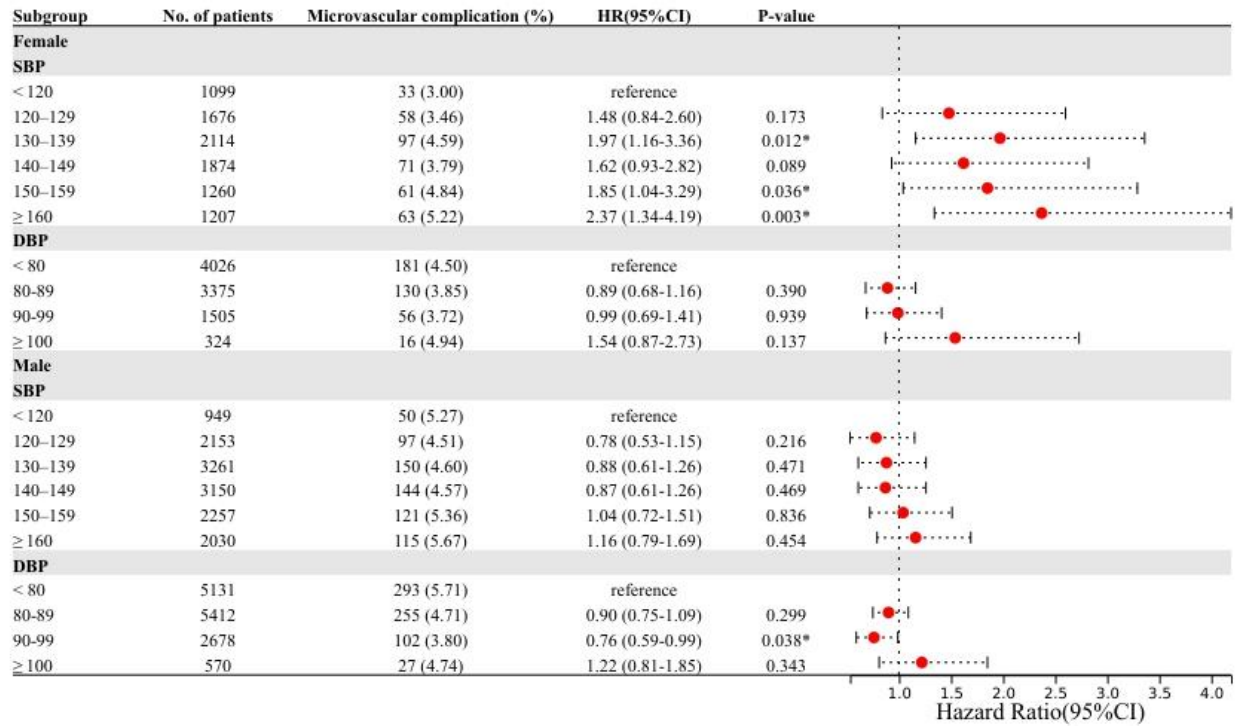 Subgroup No. of patients Microvascular complication (%) HR(95%CI) P-value
Female
SBP
< 120 1099 33 (3.00) reference
120–129 1676 58 (3.46) 1.48 (0.84-2.60) 0.173
130–139 2114 97 (4.59) 1.97 (1.16-3.36) 0.012*
140–149 1874 71 (3.79) 1.62 (0.93-2.82) 0.089
150–159 1260 61 (4.84) 1.85 (1.04-3.29) 0.036*
≥ 160 1207 63 (5.22) 2.37 (1.34-4.19) 0.003*
DBP
< 80 4026 181 (4.50) reference
80-89 3375 130 (3.85) 0.89 (0.68-1.16) 0.390
90-99 1505 56 (3.72) 0.99 (0.69-1.41) 0.939
≥ 100 324 16 (4.94) 1.54 (0.87-2.73) 0.137
Male
SBP
< 120 949 50 (5.27) reference
120–129 2153 97 (4.51) 0.78 (0.53-1.15) 0.216
130–139 3261 150 (4.60) 0.88 (0.61-1.26) 0.471
140–149 3150 144 (4.57) 0.87 (0.61-1.26) 0.469
150–159 2257 121 (5.36) 1.04 (0.72-1.51) 0.836
≥ 160 2030 115 (5.67) 1.16 (0.79-1.69) 0.454
DBP
< 80 5131 293 (5.71) reference
80-89 5412 255 (4.71) 0.90 (0.75-1.09) 0.299
90-99 2678 102 (3.80) 0.76 (0.59-0.99) 0.038*
≥ 100 570 27 (4.74) 1.22 (0.81-1.85) 0.343
1.0 1.5 2.0 2.5 3.0 3.5 4.0
Hazard Ratio(95%CI)